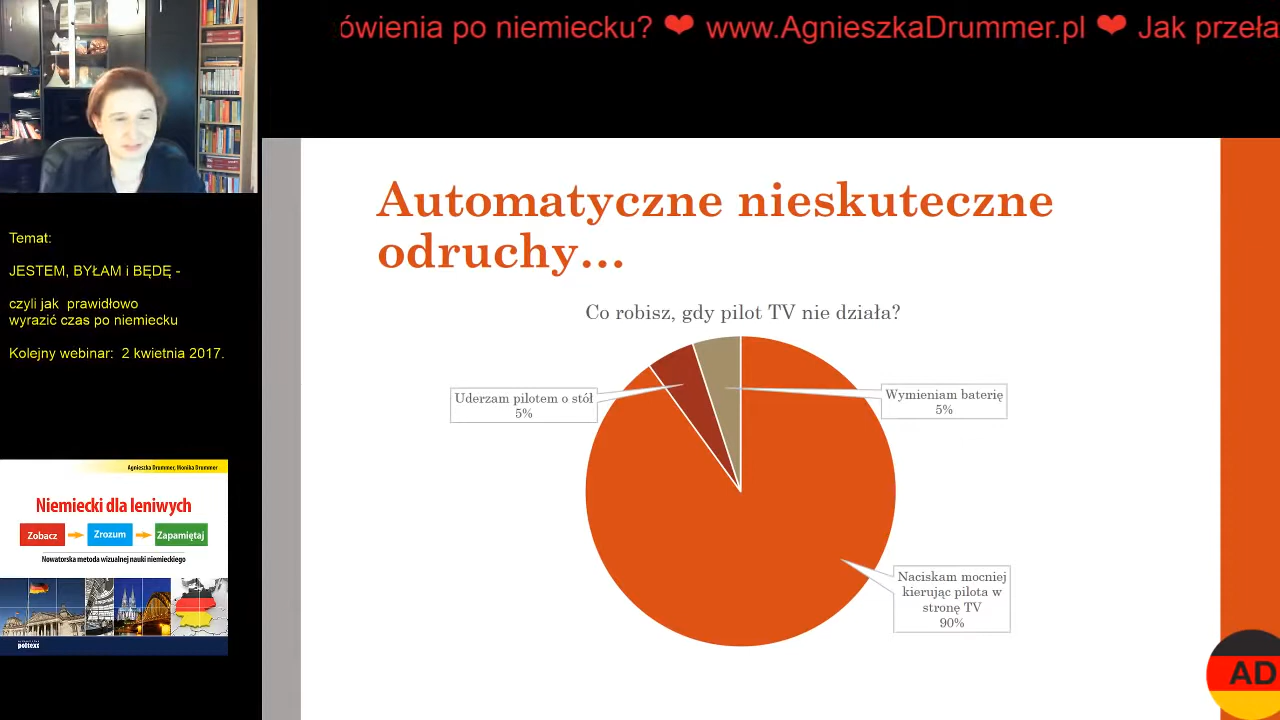 ówienia po niemiecku? ❤ www.AgnieszkaDrummer.pl ❤ Jak przeła
Temat:
JESTEM, BYŁAM i BĘDĘ -
czyli jak prawidłowo
wyrazić czas po niemiecku
Kolejny webinar: 2 kwietnia 2017.
Agnieszka Drummer, Monika Drummer
Niemiecki dla leniwych
Zobacz
Zrozum
Zapamiętaj
Nowatorska metoda wizualnej nauki niemieckiego
poltext
Automatyczne nieskuteczne
odruchy...
Co robisz, gdy pilot TV nie działa?
Uderzam pilotem o stół
5%
Wymieniam baterię
5%
Naciskam mocniej
kierując pilota w
stronę TV
90%
AD